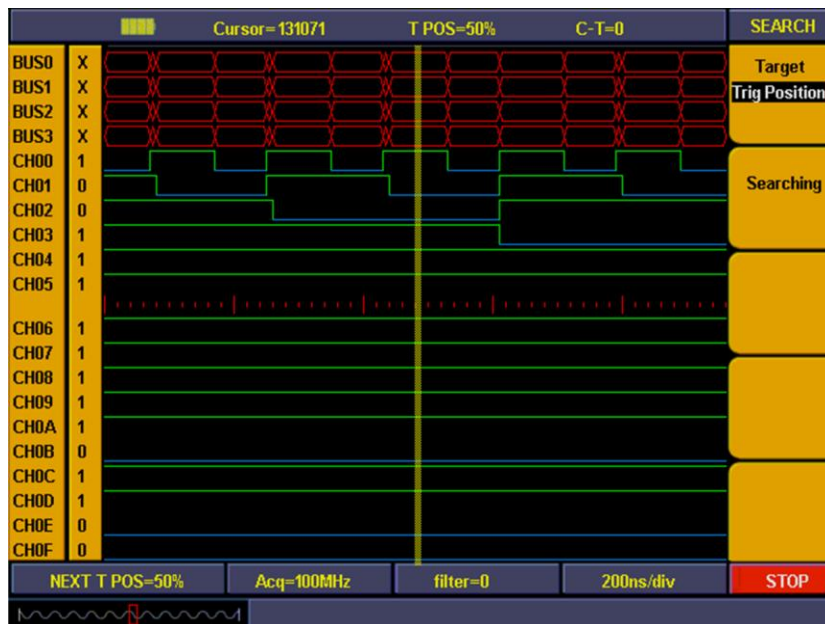 Cursor=131071 T POS=50% C-T=0 SEARCH
BUS0 X
BUS1 X
BUS2 X
BUS3 X
CH00 1
CH01 0
CH02 0
CH03 1
CH04 1
CH05 1
CH06 1
CH07 1
CH08 1
CH09 1
CH0A 1
CH0B 0
CH0C 1
CH0D 1
CH0E 0
CH0F 0
Target
Trig Position
Searching
NEXT T POS=50% Acq=100MHz filter=0 200ns/div STOP